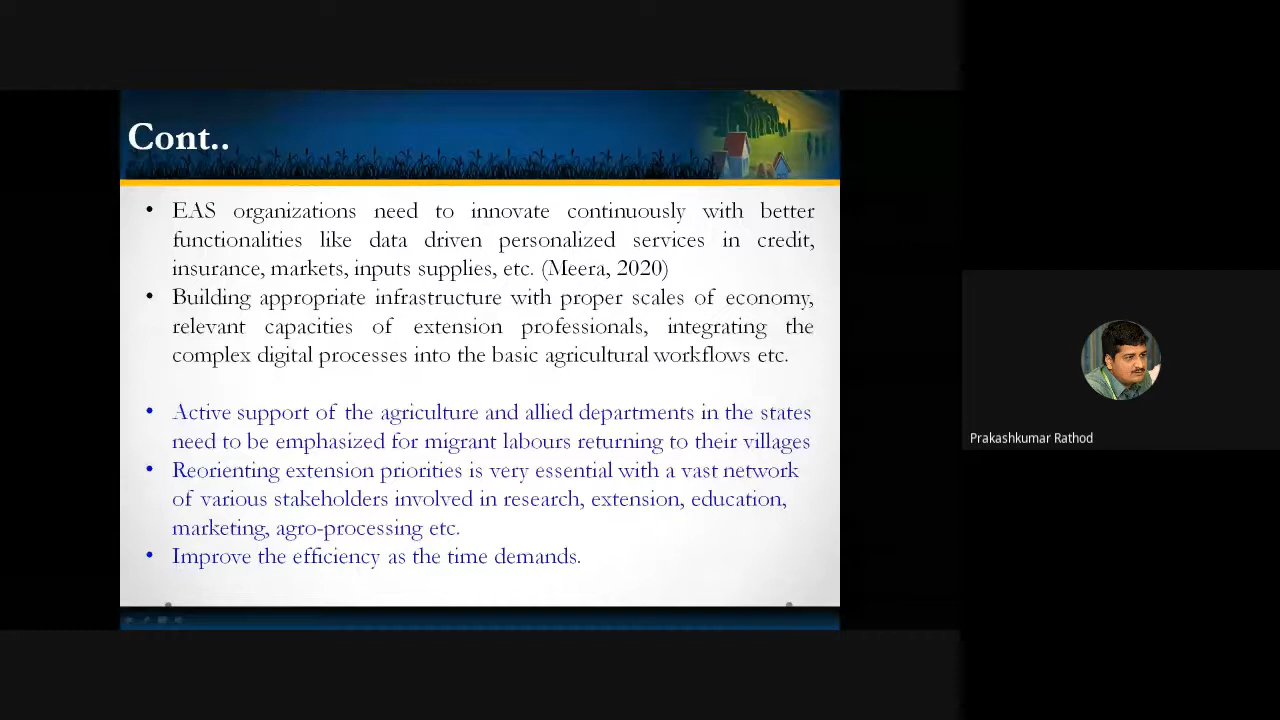 Cont..
• EAS organizations need to innovate continuously with better
functionalities like data driven personalized services in credit,
insurance, markets, inputs supplies, etc. (Meera, 2020)
• Building appropriate infrastructure with proper scales of economy,
relevant capacities of extension professionals, integrating the
complex digital processes into the basic agricultural workflows etc.
• Active support of the agriculture and allied departments in the states
need to be emphasized for migrant labours returning to their villages
• Reorienting extension priorities is very essential with a vast network
of various stakeholders involved in research, extension, education,
marketing, agro-processing etc.
• Improve the efficiency as the time demands.
Prakashkumar Rathod